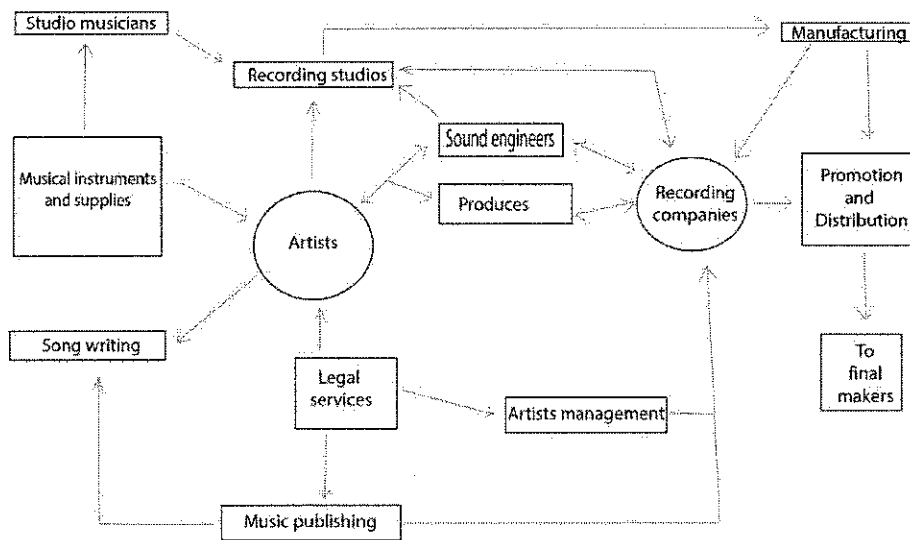 Studio musicians
Manufacturing
Recording studios
Sound engineers
Musical instruments
and supplies
Produces
Recording
companies
Promotion
and
Distribution
Artists
Song writing
Legal
services
Artists management
To
final
makers
Music publishing